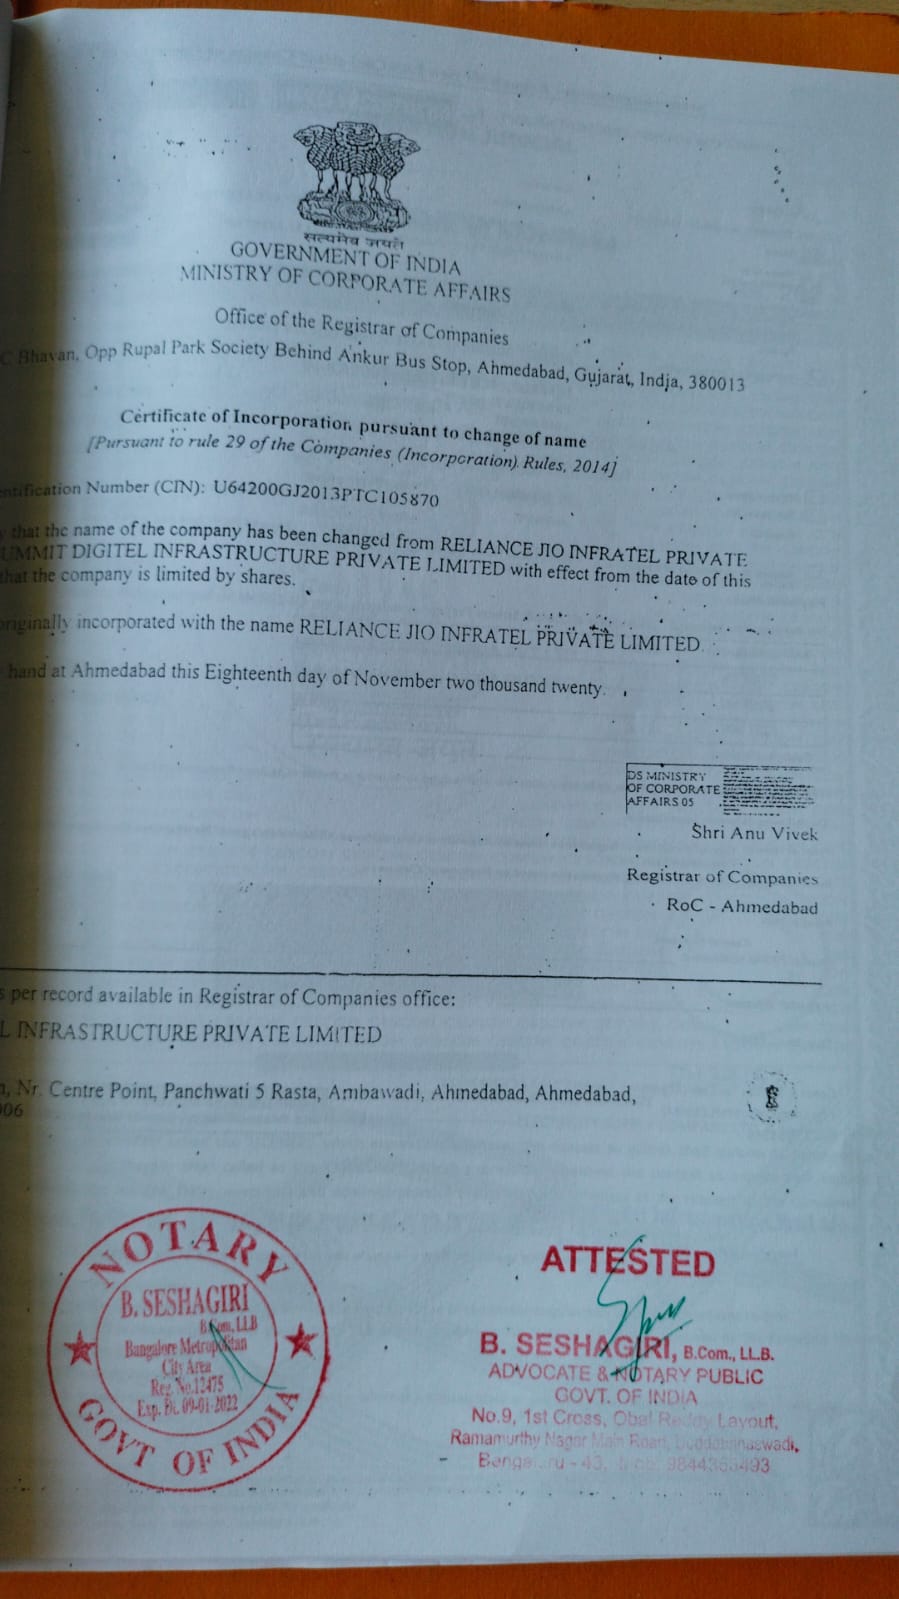 सत्यमेव जयते
GOVERNMENT OF INDIA
MINISTRY OF CORPORATE AFFAIRS
Office of the Registrar of Companies
C Bhavan, Opp Rupal Park Society Behind Ankur Bus Stop, Ahmedabad, Gujarat, India, 380013
Certificate of Incorporation pursuant to change of name
[Pursuant to rule 29 of the Companies (Incorporation) Rules, 2014]
entification Number (CIN): U64200GJ2013PTC105870
y that the name of the company has been changed from RELIANCE JIO INFRATEL PRIVATE
UMMIT DIGITEL INFRASTRUCTURE PRIVATE LIMITED with effect from the date of this
that the company is limited by shares.
originally incorporated with the name RELIANCE JIO INFRATEL PRIVATE LIMITED.
hand at Ahmedabad this Eighteenth day of November two thousand twenty.
DS MINISTRY
OF CORPORATE
AFFAIRS 05
Shri Anu Vivek
Registrar of Companies
RoC - Ahmedabad
s per record available in Registrar of Companies office:
L INFRASTRUCTURE PRIVATE LIMITED
n, Nr. Centre Point, Panchwati 5 Rasta, Ambawadi, Ahmedabad, Ahmedabad,
006
NOTARY
B. SESHAGIRI
B.Com, LLB
Bangalore Metropolitan
City Area
Reg. No.12475
Exp. Dt. 09-01-2022
GOVT OF INDIA
ATTESTED
B. SESHAGIRI, B.Com., LL.B.
ADVOCATE & NOTARY PUBLIC
GOVT. OF INDIA
No.9, 1st Cross, Obal Reddy Layout,
Ramamurthy Nagar Main Road,
Bengaluru - 43,